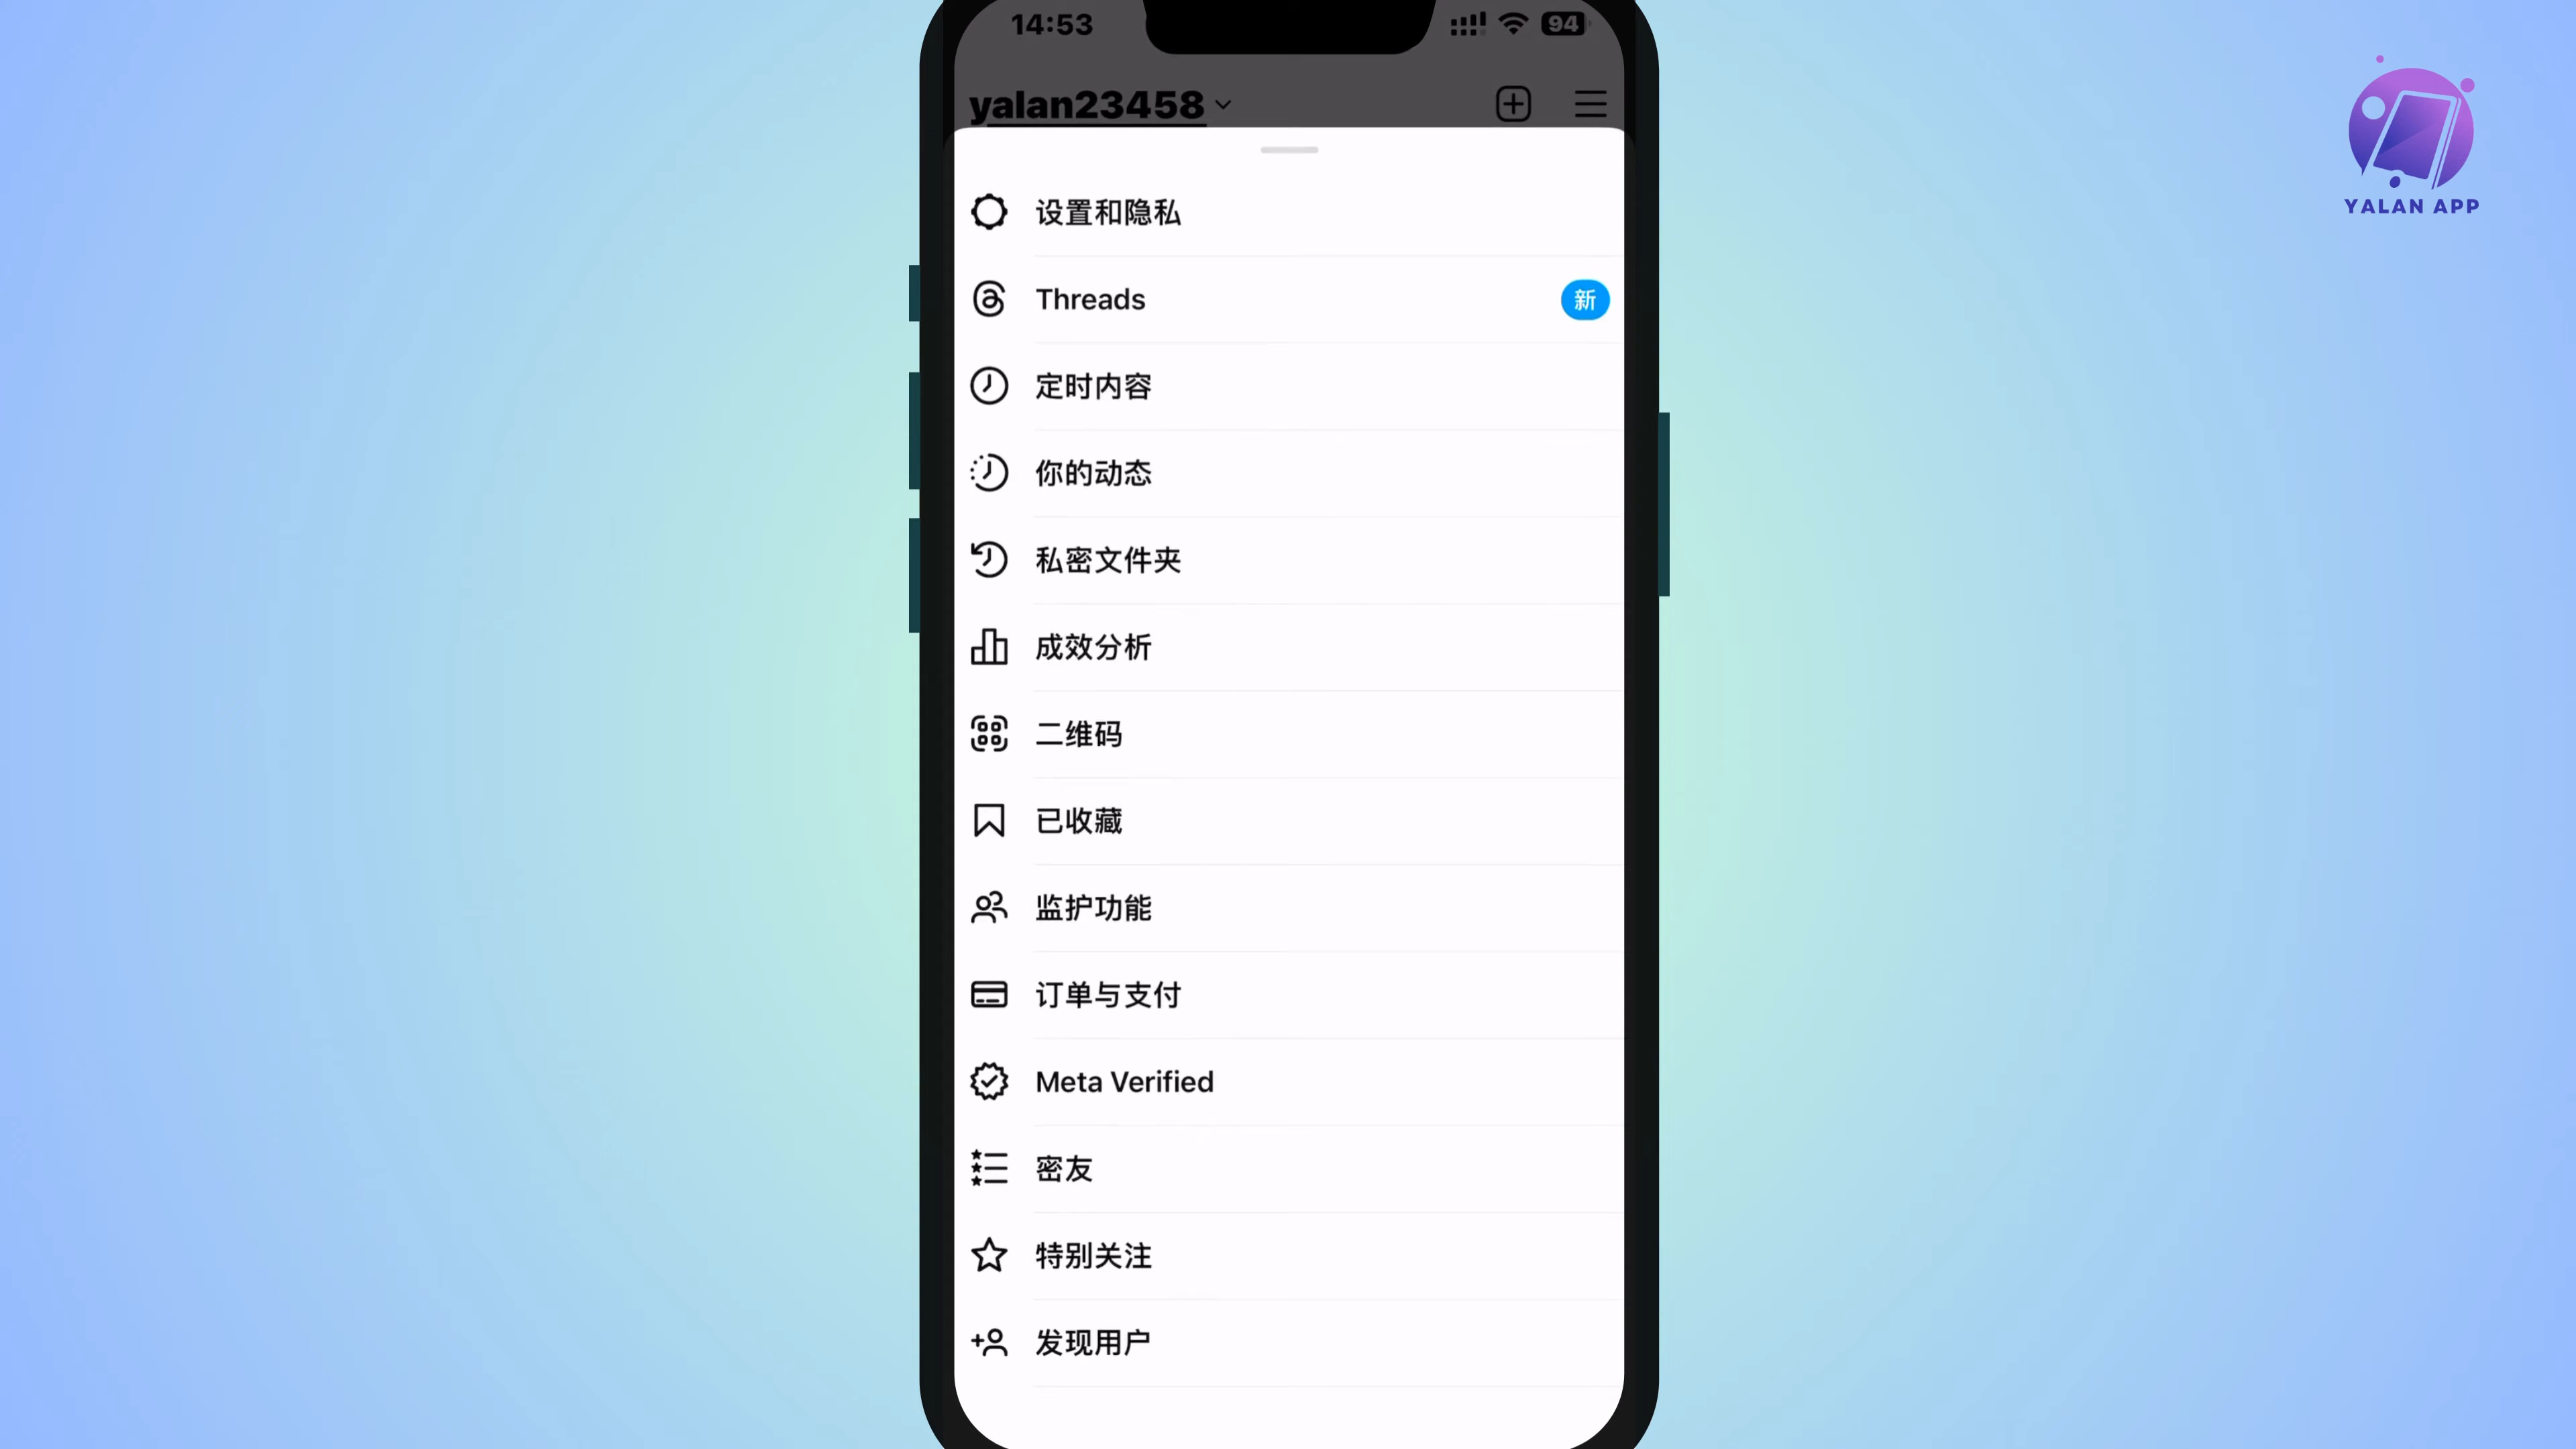 14:53
94
yalan23458
设置和隐私
Threads
新
定时内容
你的动态
私密文件夹
成效分析
二维码
已收藏
监护功能
订单与支付
Meta Verified
密友
特别关注
发现用户
YALAN APP